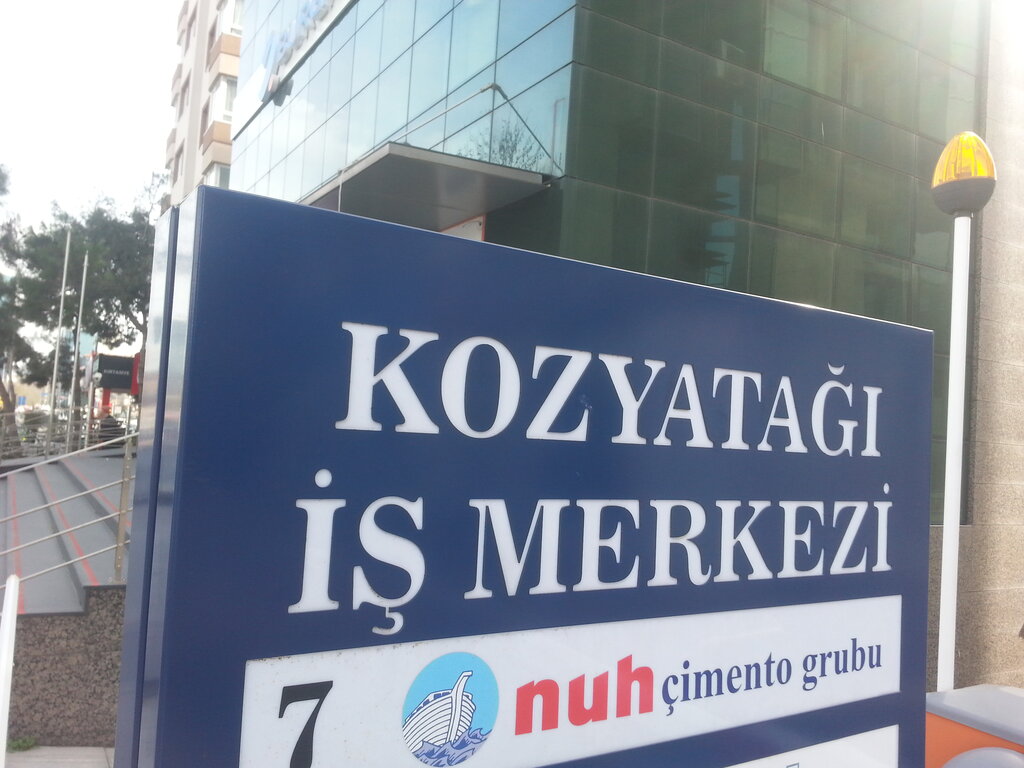 KOZYATAĞI
İŞ MERKEZİ
7 nuh çimento grubu